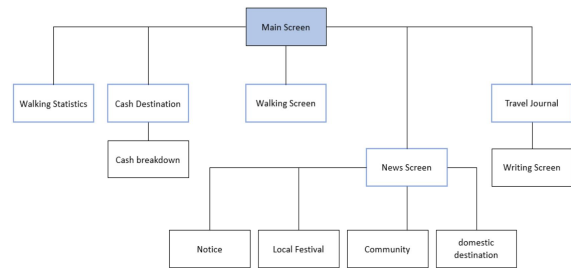 Main Screen
Walking Statistics
Cash Destination
Walking Screen
Travel Journal
Cash breakdown
News Screen
Writing Screen
Notice
Local Festival
Community
domestic
destination